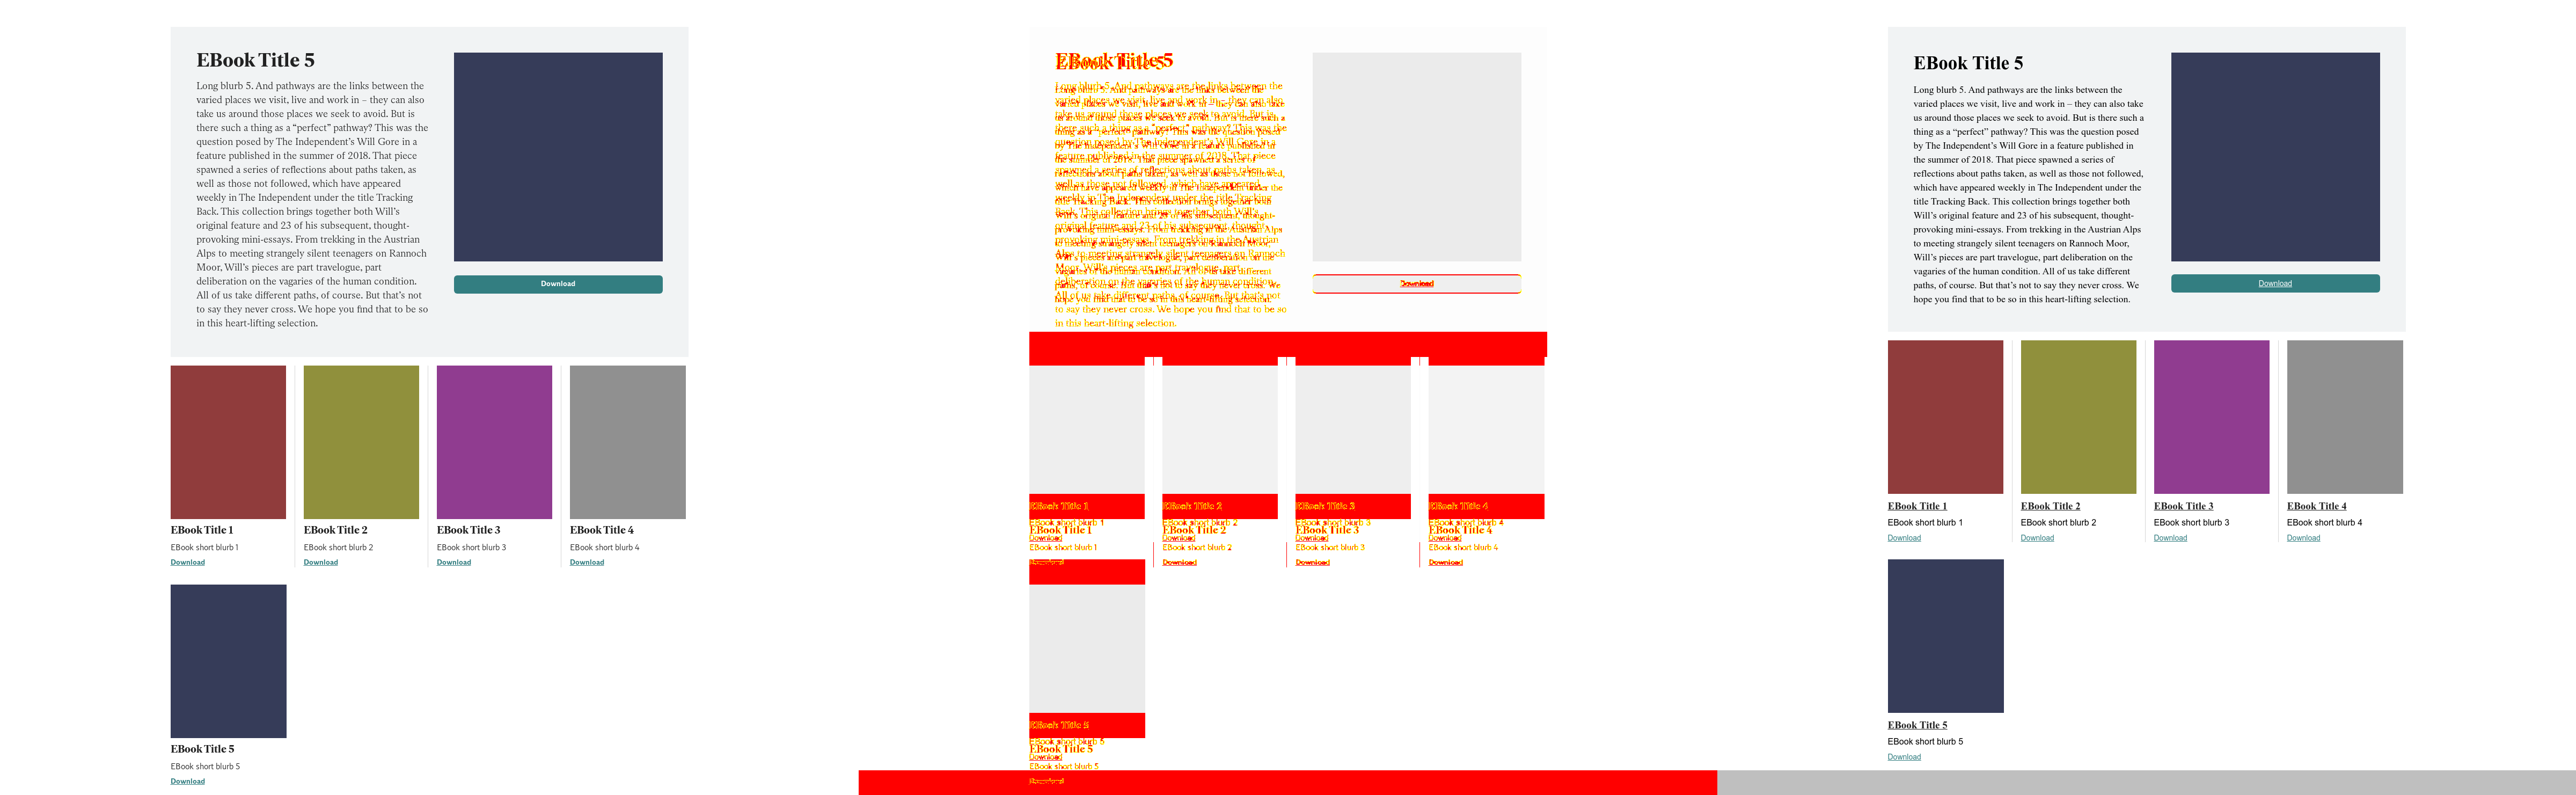 EBook Title 5
Long blurb 5. And pathways are the links between the
varied places we visit, live and work in – they can also
take us around those places we seek to avoid. But is
there such a thing as a “perfect” pathway? This was the
question posed by The Independent’s Will Gore in a
feature published in the summer of 2018. That piece
spawned a series of reflections about paths taken, as
well as those not followed, which have appeared
weekly in The Independent under the title Tracking
Back. This collection brings together both Will’s
original feature and 23 of his subsequent, thought-
provoking mini-essays. From trekking in the Austrian
Alps to meeting strangely silent teenagers on Rannoch
Moor, Will’s pieces are part travelogue, part
deliberation on the vagaries of the human condition.
All of us take different paths, of course. But that’s not
to say they never cross. We hope you find that to be so
in this heart-lifting selection.
Download
EBook Title 1
EBook short blurb 1
Download
EBook Title 2
EBook short blurb 2
Download
EBook Title 3
EBook short blurb 3
Download
EBook Title 4
EBook short blurb 4
Download
EBook Title 5
EBook short blurb 5
Download
EBook Title 5
Download
EBook Title 1
EBook Title 2
EBook Title 3
EBook Title 4
EBook short blurb 1
EBook short blurb 2
EBook short blurb 3
EBook short blurb 4
EBook Title 1
EBook Title 2
EBook Title 3
EBook Title 4
Download
Download
Download
Download
EBook short blurb 1
EBook short blurb 2
EBook short blurb 3
EBook short blurb 4
Download
Download
Download
Download
EBook Title 5
EBook short blurb 5
EBook Title 5
Download
EBook short blurb 5
Download
EBook Title 5
Long blurb 5. And pathways are the links between the
varied places we visit, live and work in – they can also take
us around those places we seek to avoid. But is there such a
thing as a “perfect” pathway? This was the question posed
by The Independent’s Will Gore in a feature published in
the summer of 2018. That piece spawned a series of
reflections about paths taken, as well as those not followed,
which have appeared weekly in The Independent under the
title Tracking Back. This collection brings together both
Will’s original feature and 23 of his subsequent, thought-
provoking mini-essays. From trekking in the Austrian Alps
to meeting strangely silent teenagers on Rannoch Moor,
Will’s pieces are part travelogue, part deliberation on the
vagaries of the human condition. All of us take different
paths, of course. But that’s not to say they never cross. We
hope you find that to be so in this heart-lifting selection.
Download
EBook Title 1
EBook short blurb 1
Download
EBook Title 2
EBook short blurb 2
Download
EBook Title 3
EBook short blurb 3
Download
EBook Title 4
EBook short blurb 4
Download
EBook Title 5
EBook short blurb 5
Download